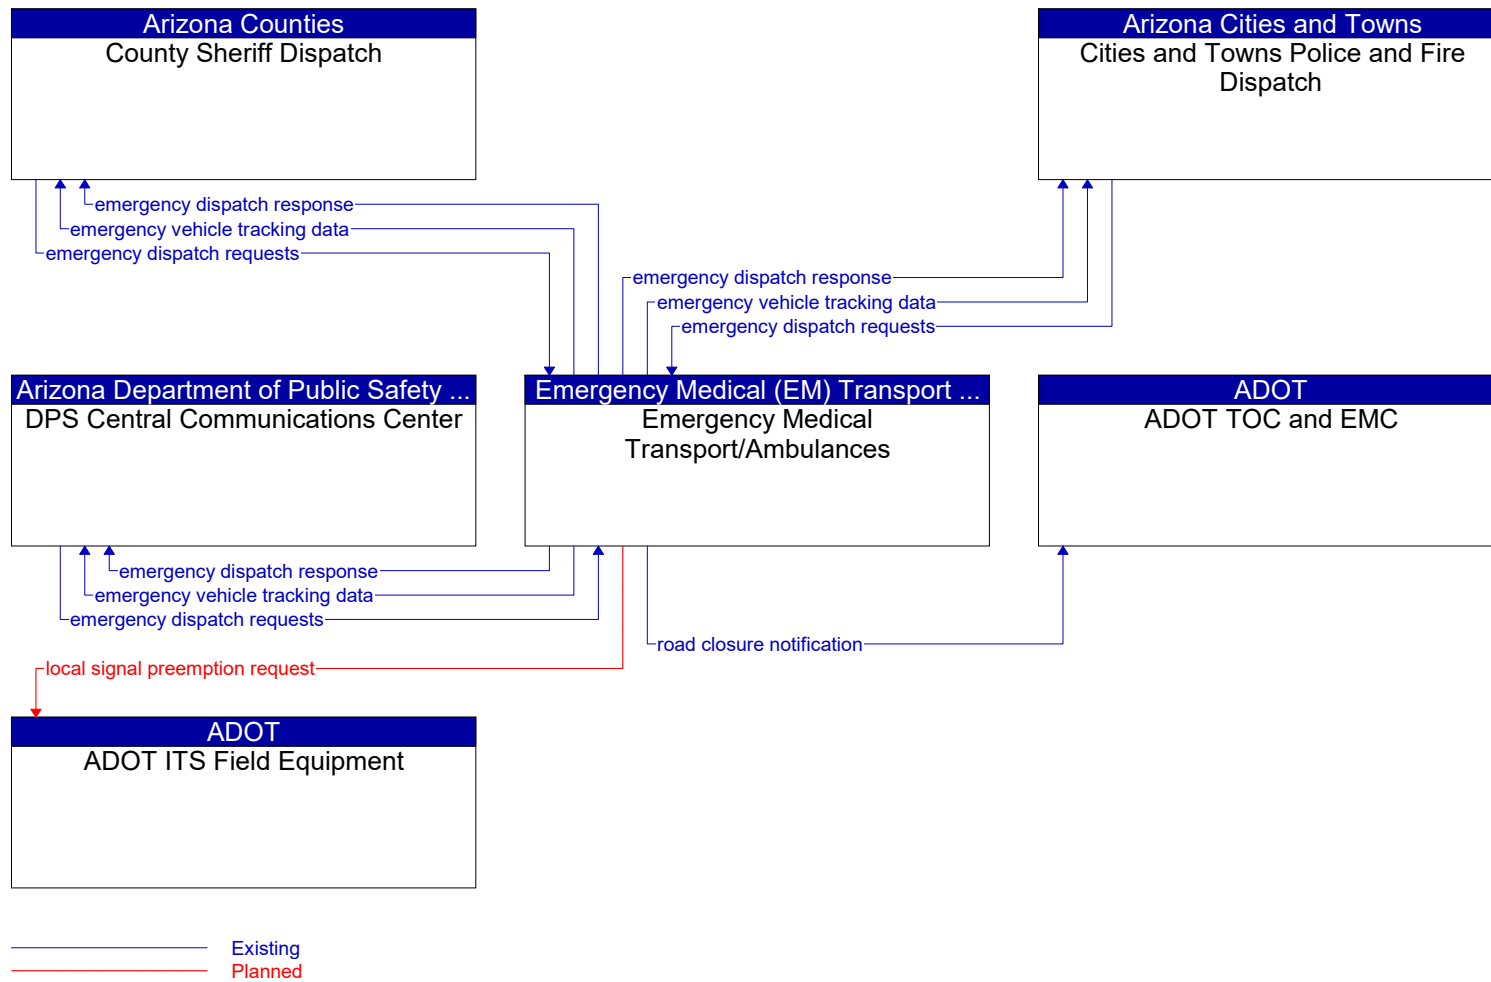 Arizona Counties
County Sheriff Dispatch
Arizona Cities and Towns
Cities and Towns Police and Fire
Dispatch
emergency dispatch response
emergency vehicle tracking data
emergency dispatch requests
emergency dispatch response
emergency vehicle tracking data
emergency dispatch requests
Arizona Department of Public Safety ...
DPS Central Communications Center
Emergency Medical (EM) Transport ...
Emergency Medical
Transport/Ambulances
ADOT
ADOT TOC and EMC
emergency dispatch response
emergency vehicle tracking data
emergency dispatch requests
road closure notification
local signal preemption request
ADOT
ADOT ITS Field Equipment
Existing
Planned